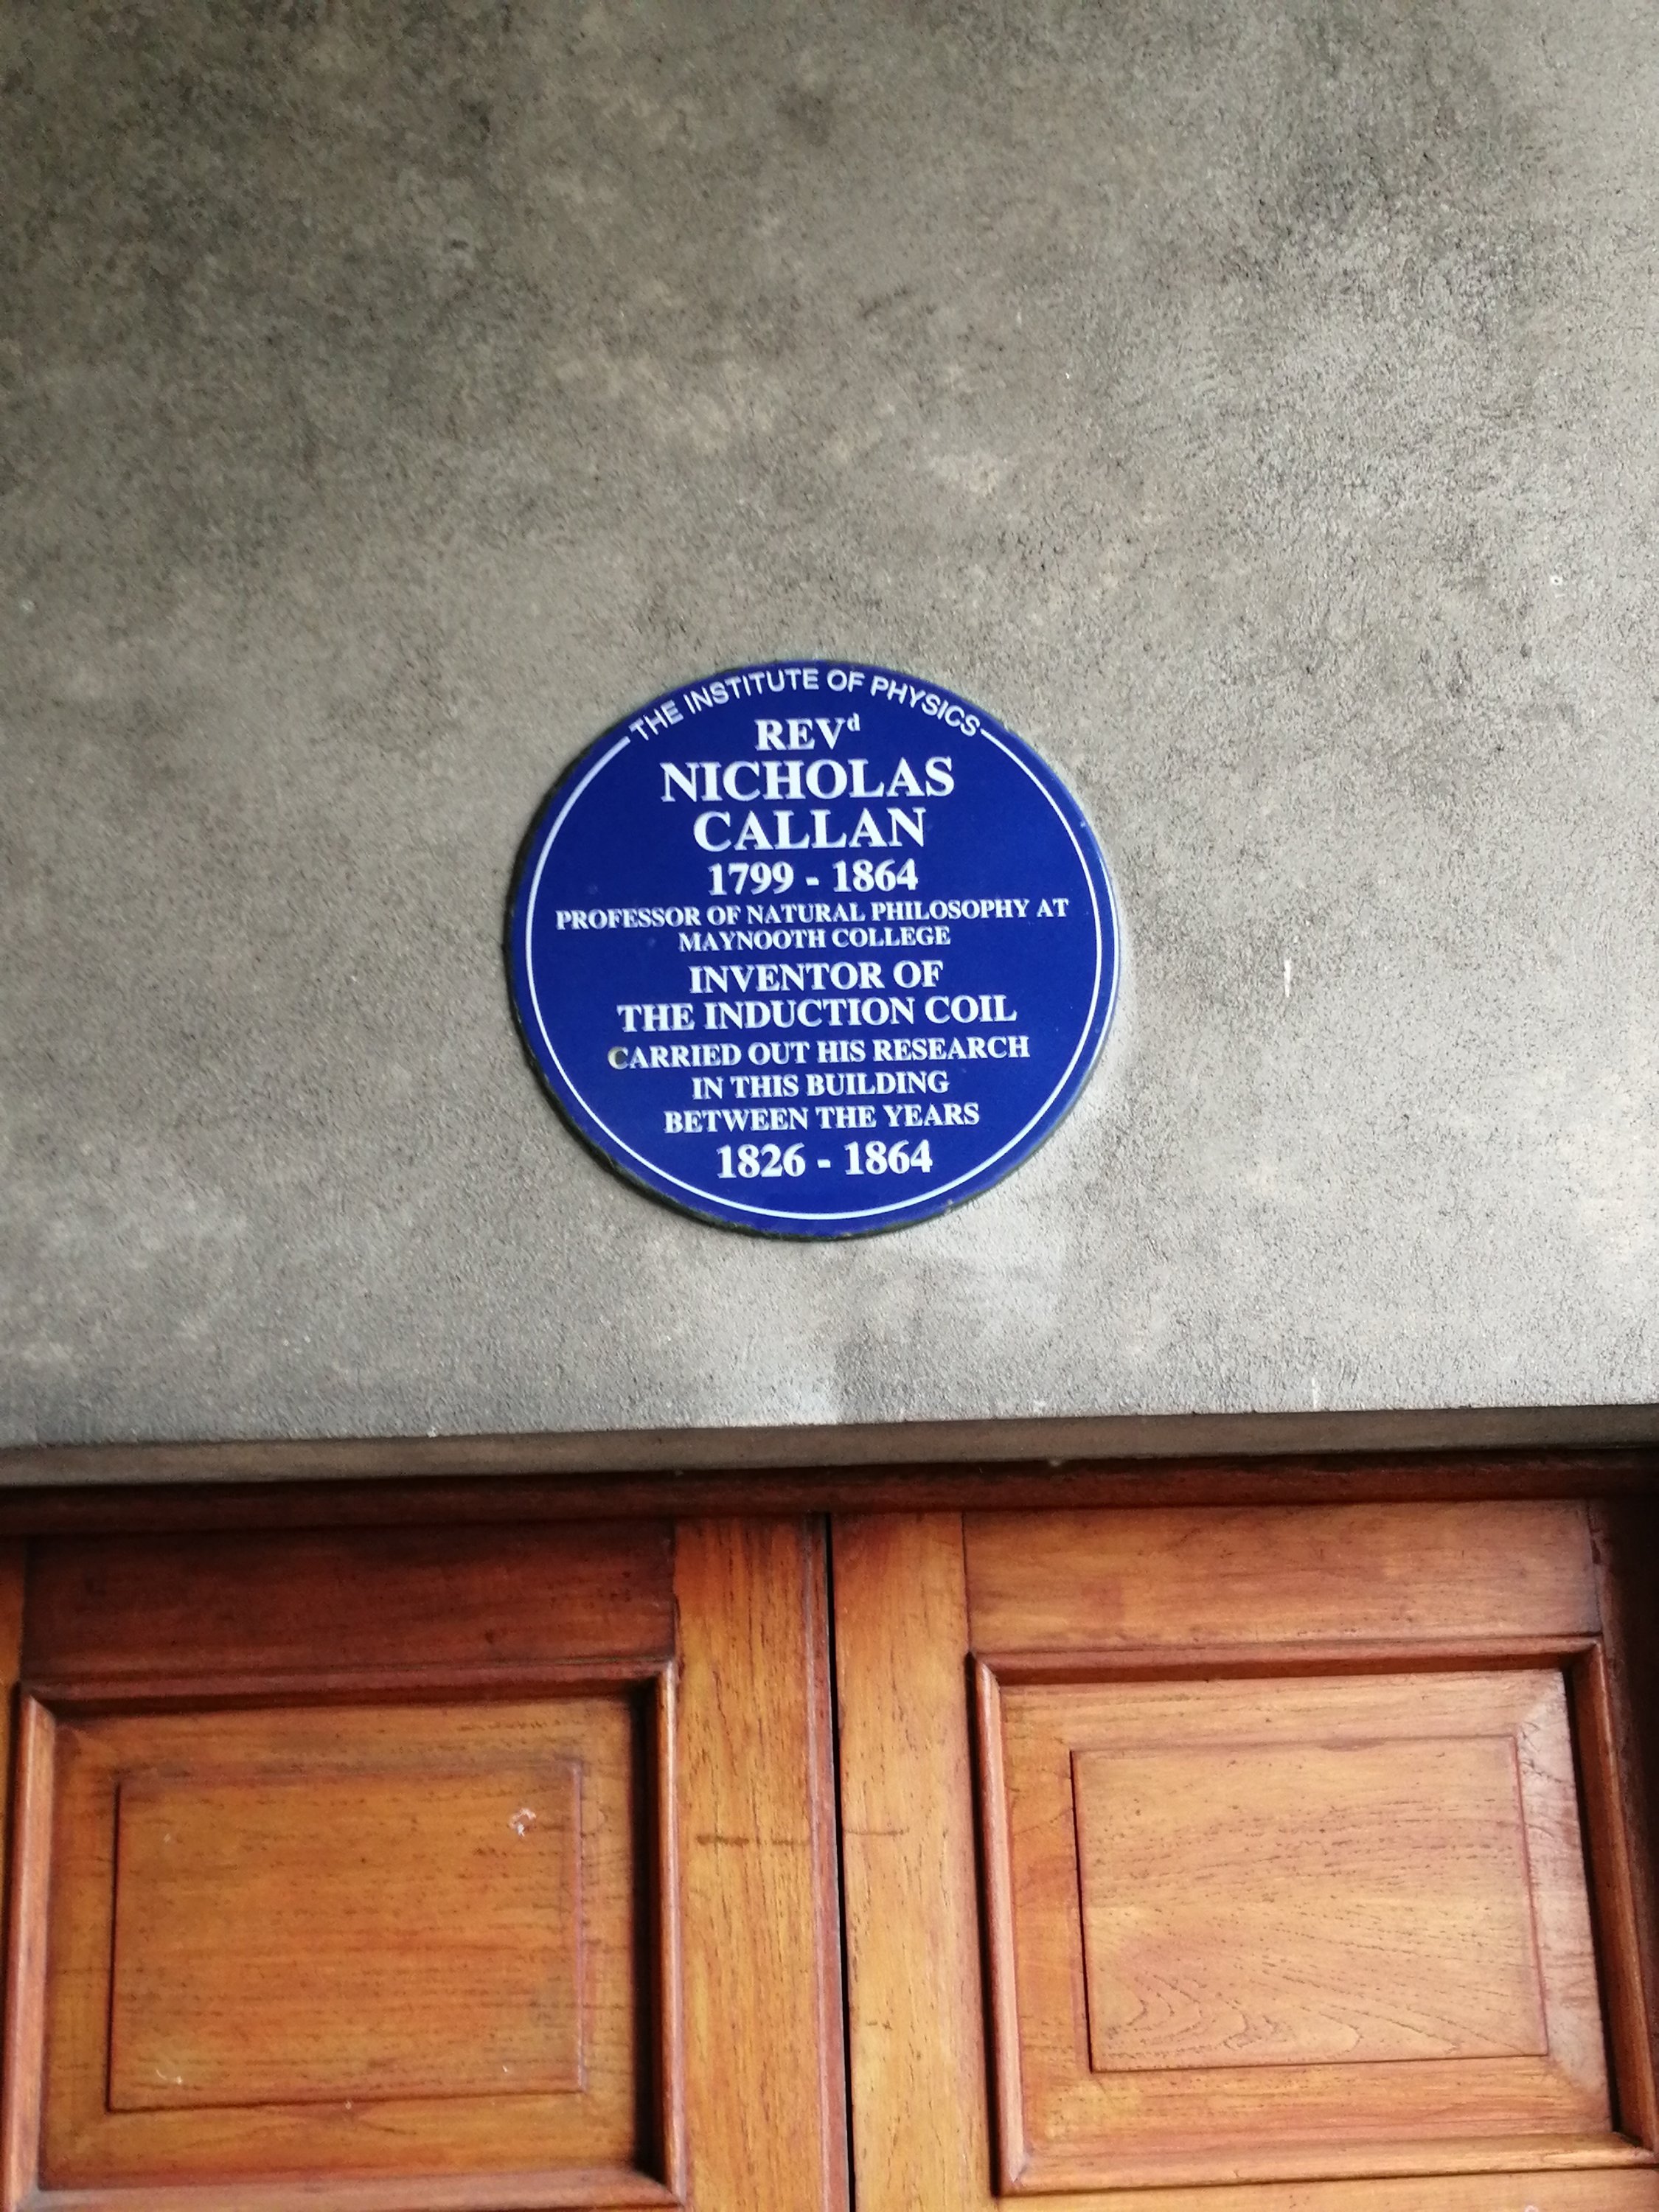 THE INSTITUTE OF PHYSICS
REVᵈ
NICHOLAS
CALLAN
1799 - 1864
PROFESSOR OF NATURAL PHILOSOPHY AT
MAYNOOTH COLLEGE
INVENTOR OF
THE INDUCTION COIL
CARRIED OUT HIS RESEARCH
IN THIS BUILDING
BETWEEN THE YEARS
1826 - 1864